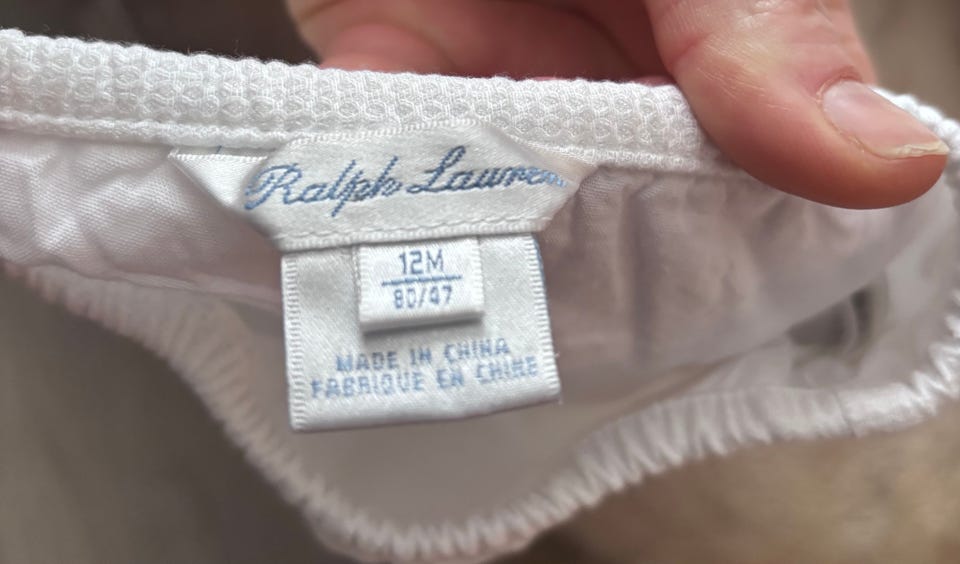 Ralph Lauren
12M
80/47
MADE IN CHINA
FABRIQUE EN CHINE